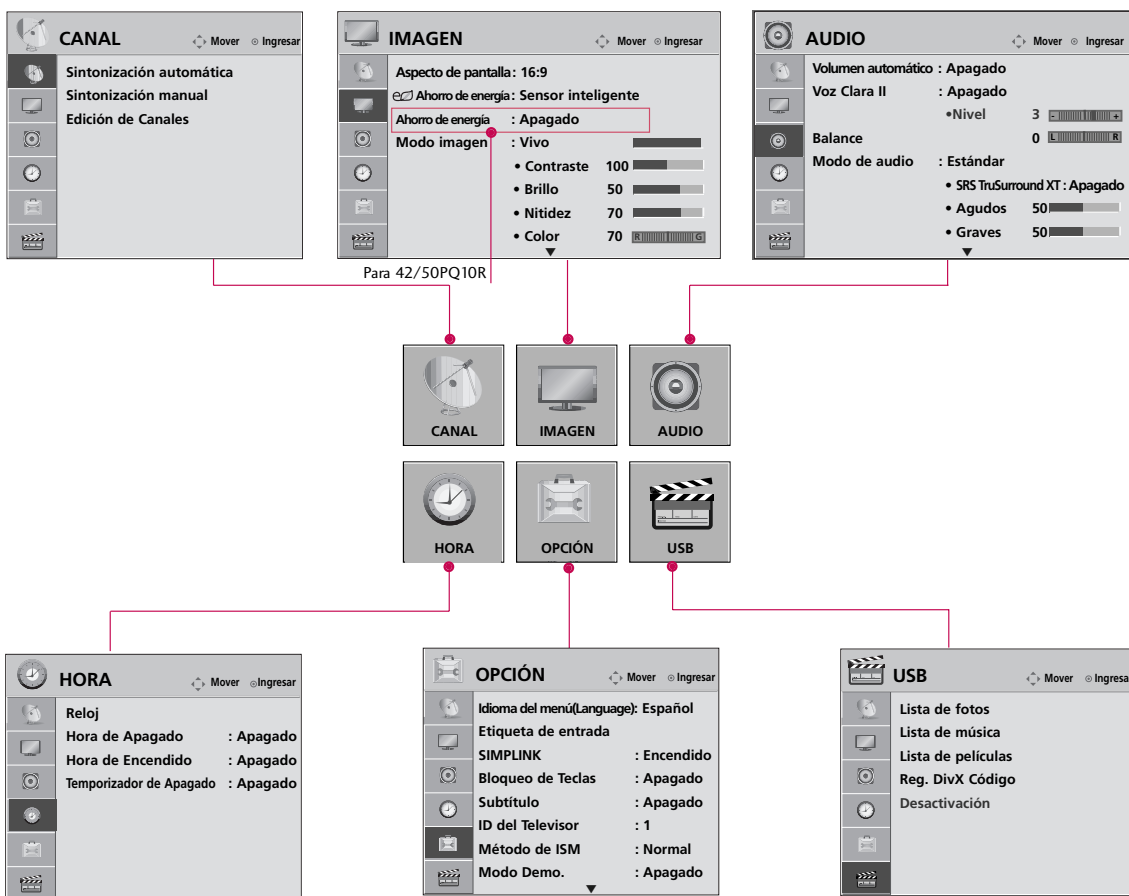 CANAL
Mover
Ingresar
Sintonización automática
Sintonización manual
Edición de Canales
IMAGEN
Mover
Ingresar
Aspecto de pantalla: 16:9
Ahorro de energía : Sensor inteligente
Ahorro de energía : Apagado
Modo imagen : Vivo
• Contraste 100
• Brillo 50
• Nitidez 70
• Color 70 R G
Para 42/50PQ10R
AUDIO
Mover
Ingresar
Volumen automático : Apagado
Voz Clara II : Apagado
•Nivel 3 - +
Balance 0 L R
Modo de audio : Estándar
• SRS TruSurround XT : Apagado
• Agudos 50
• Graves 50
CANAL
IMAGEN
AUDIO
HORA
OPCIÓN
USB
HORA
Mover
Ingresar
Reloj
Hora de Apagado : Apagado
Hora de Encendido : Apagado
Temporizador de Apagado : Apagado
OPCIÓN
Mover
Ingresar
Idioma del menú(Language): Español
Etiqueta de entrada
SIMPLINK : Encendido
Bloqueo de Teclas : Apagado
Subtítulo : Apagado
ID del Televisor : 1
Método de ISM : Normal
Modo Demo. : Apagado
USB
Mover
Ingresa
Lista de fotos
Lista de música
Lista de películas
Reg. DivX Código
Desactivación